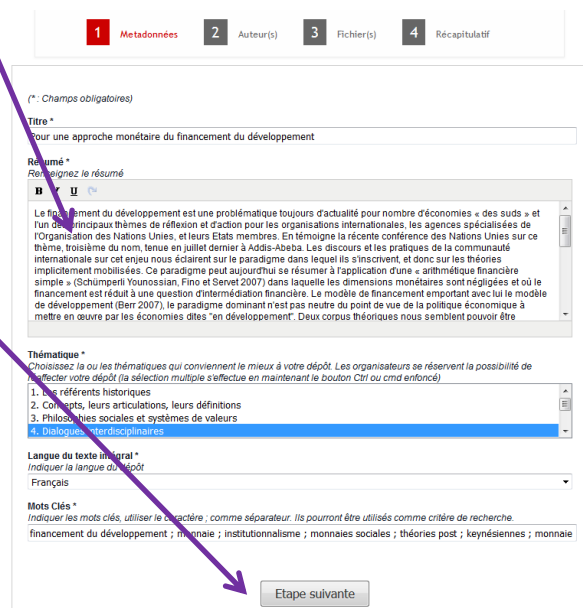 1 Metadonnées 2 Auteur(s) 3 Fichier(s) 4 Récapitulatif
(* : Champs obligatoires)
Titre *
Pour une approche monétaire du financement du développement
Résumé *
Renseignez le résumé
B I U
Le financement du développement est une problématique toujours d'actualité pour nombre d'économies « des suds » et
l'un des principaux thèmes de réflexion et d'action pour les organisations internationales, les agences spécialisées de
l'Organisation des Nations Unies, et leurs Etats membres. En témoigne la récente conférence des Nations Unies sur ce
thème, troisième du nom, tenue en juillet dernier à Addis-Abeba. Les discours et les pratiques de la communauté
internationale sur cet enjeu nous éclairent sur le paradigme dans lequel ils s'inscrivent, et donc sur les théories
implicitement mobilisées. Ce paradigme peut aujourd'hui se résumer à l'application d'une « arithmétique financière
simple » (Schümperli Younossian, Fino et Servet 2007) dans laquelle les dimensions monétaires sont négligées et où le
financement est réduit à une question d'intermédiation financière. Le modèle de financement emportant avec lui le modèle
de développement (Berr 2007), le paradigme dominant n'est pas neutre du point de vue de la politique économique à
mettre en œuvre par les économies dites "en développement". Deux corpus théoriques nous semblent pouvoir être
Thématique *
Choisissez la ou les thématiques qui conviennent le mieux à votre dépôt. Les organisateurs se réservent la possibilité de
réaffecter votre dépôt (la sélection multiple s'effectue en maintenant le bouton Ctrl ou cmd enfoncé)
1. Les référents historiques
2. Concepts, leurs articulations, leurs définitions
3. Philosophies sociales et systèmes de valeurs
4. Dialogues interdisciplinaires
Langue du texte intégral *
Indiquer la langue du dépôt
Français
Mots Clés *
Indiquer les mots clés, utiliser le caractère ; comme séparateur. Ils pourront être utilisés comme critère de recherche.
financement du développement ; monnaie ; institutionnalisme ; monnaies sociales ; théories post ; keynésiennes ; monnaie
Etape suivante